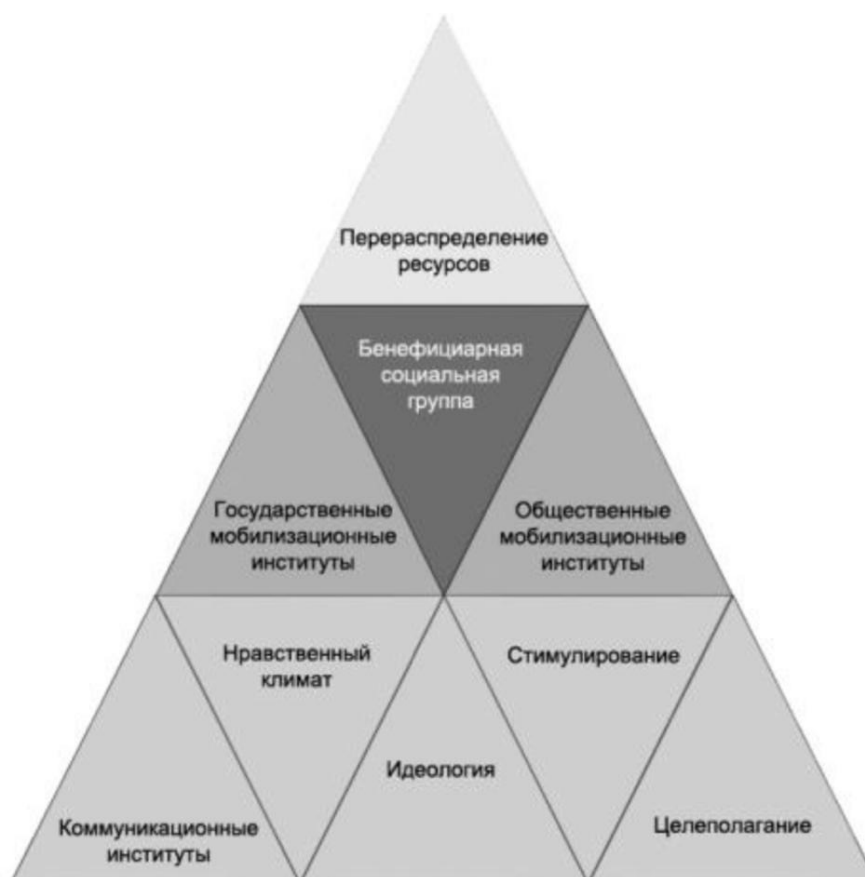 Перераспределение
ресурсов
Бенефициарная
социальная
группа
Государственные
мобилизационные
институты
Общественные
мобилизационные
институты
Нравственный
климат
Стимулирование
Идеология
Коммуникационные
институты
Целеполагание